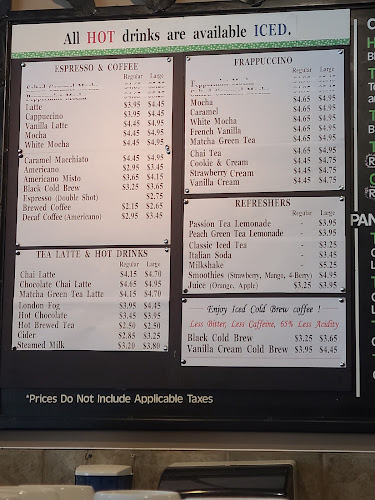 All HOT drinks are available ICED.
ESPRESSO & COFFEE
Regular Large
Latte $3.95 $4.45
Cappuccino $3.95 $4.45
Vanilla Latte $4.45 $4.95
Mocha $4.45 $4.95
White Mocha $4.45 $4.95
Caramel Macchiato $4.45 $4.95
Americano $2.95 $3.45
Americano Misto $3.65 $4.15
Black Cold Brew $3.25 $3.65
Espresso (Double Shot) $2.75
Brewed Coffee $2.15 $2.65
Decaf Coffee (Americano) $2.95 $3.45
TEA LATTE & HOT DRINKS
Regular Large
Chai Latte $4.15 $4.70
Chocolate Chai Latte $4.65 $4.95
Matcha Green Tea Latte $4.15 $4.70
London Fog $3.95 $4.45
Hot Chocolate $3.45 $3.95
Hot Brewed Tea $2.50 $2.50
Cider $2.85 $3.25
Steamed Milk $3.20 $3.80
FRAPPUCCINO
Regular Large
Mocha $4.65 $4.95
Caramel $4.65 $4.95
White Mocha $4.65 $4.95
French Vanilla $4.65 $4.95
Matcha Green Tea $4.65 $4.95
Chai Tea $4.65 $4.95
Cookie & Cream $4.45 $4.75
Strawberry Cream $4.45 $4.75
Vanilla Cream $4.45 $4.75
REFRESHERS
Regular Large
Passion Tea Lemonade - $3.95
Peach Green Tea Lemonade - $3.95
Classic Iced Tea - $3.25
Italian Soda - $3.45
Milkshake - $5.25
Smoothies (Strawberry, Mango, 4-Berry) $4.95
Juice (Orange, Apple) $3.25 $3.95
Enjoy Iced Cold Brew coffee !
Less Bitter, Less Caffeine, 65% Less Acidity
Black Cold Brew $3.25 $3.65
Vanilla Cream Cold Brew $3.95 $4.45
*Prices Do Not Include Applicable Taxes
PAN